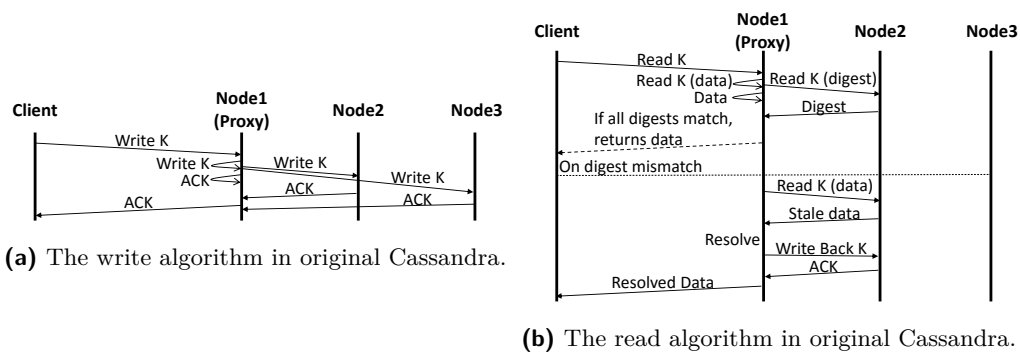 Client
Node1
(Proxy)
Node2
Node3
Write K
Write K
Write K
Write K
ACK
ACK
ACK
ACK
(a) The write algorithm in original Cassandra.
Client
Node1
(Proxy)
Node2
Node3
Read K
Read K (data)
Read K (digest)
Data
Digest
If all digests match,
returns data
On digest mismatch
Read K (data)
Stale data
Resolve
Write Back K
ACK
Resolved Data
(b) The read algorithm in original Cassandra.